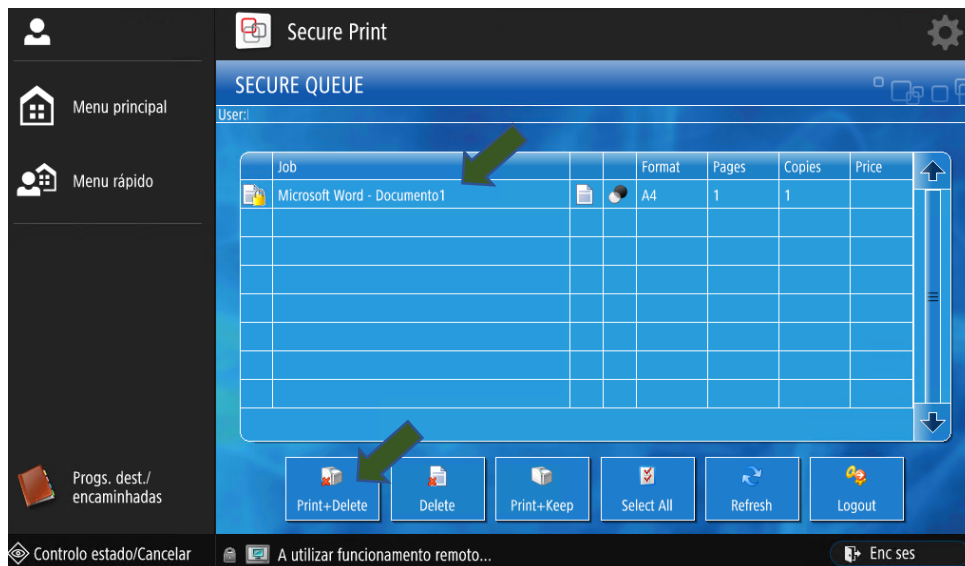 Secure Print
SECURE QUEUE
User:
Menu principal
Menu rápido
Progs. dest./
encaminhadas
Job Format Pages Copies Price
Microsoft Word - Documento1 A4 1 1
Print+Delete Delete Print+Keep Select All Refresh Logout
Controlo estado/Cancelar A utilizar funcionamento remoto... Enc ses